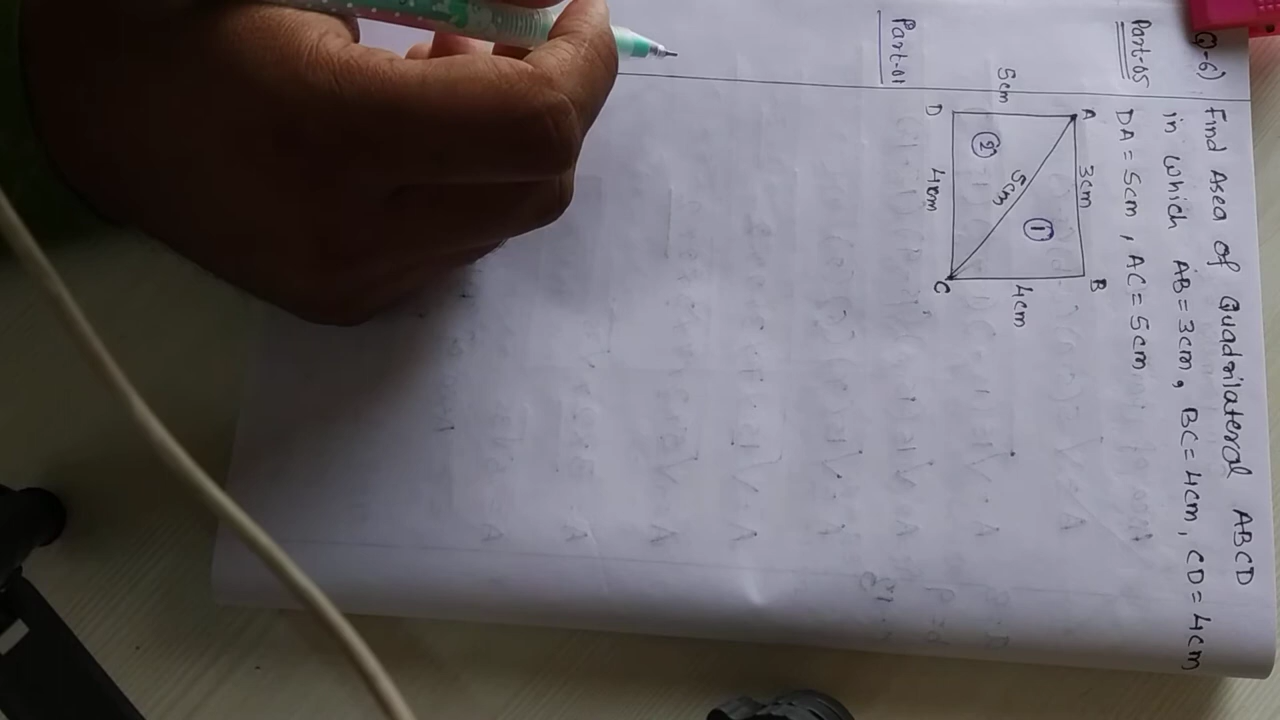 Q-6) Find Area of Quadrilateral ABCD
in which AB = 3cm, BC = 4cm, CD = 4cm
Part-05 DA = 5cm, AC = 5cm
A 3cm B
5cm ① 4cm
5cm
②
D 4cm C
Part-01